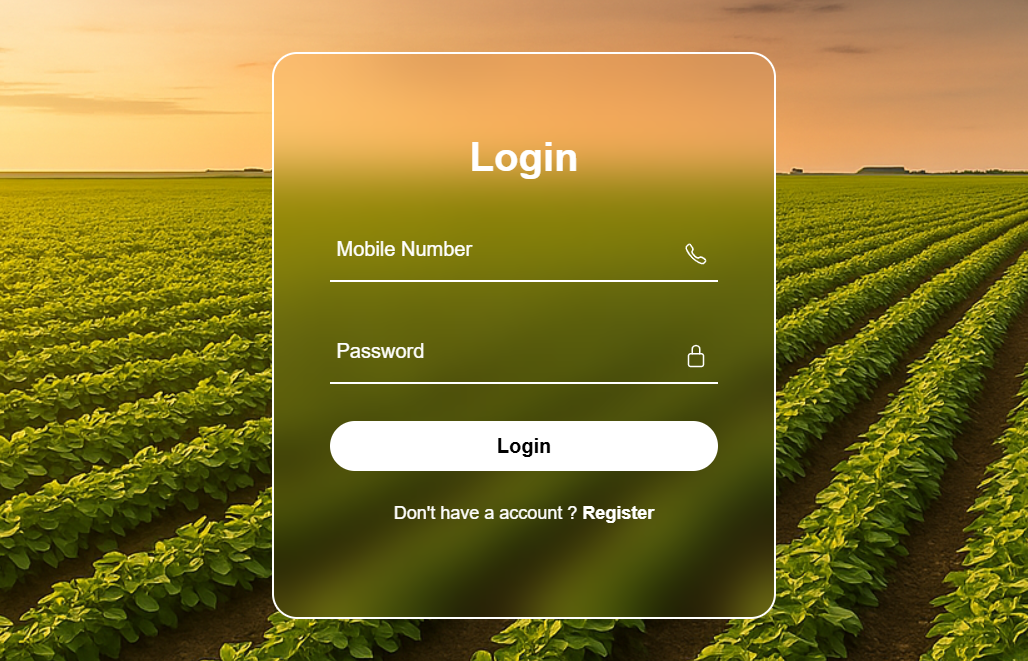 Login
Mobile Number
Password
Login
Don't have a account ? Register